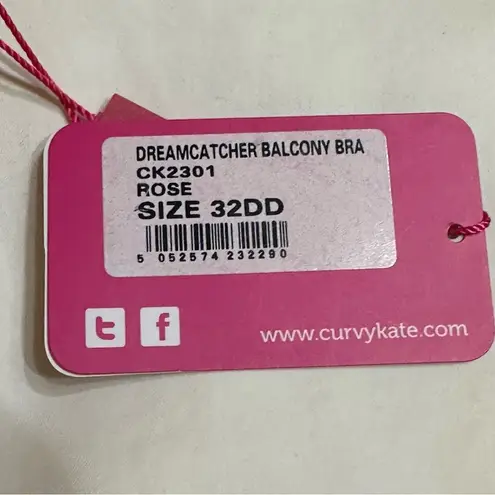 DREAMCATCHER BALCONY BRA
CK2301
ROSE
SIZE 32DD
5 052574 232290
t f
www.curvykate.com